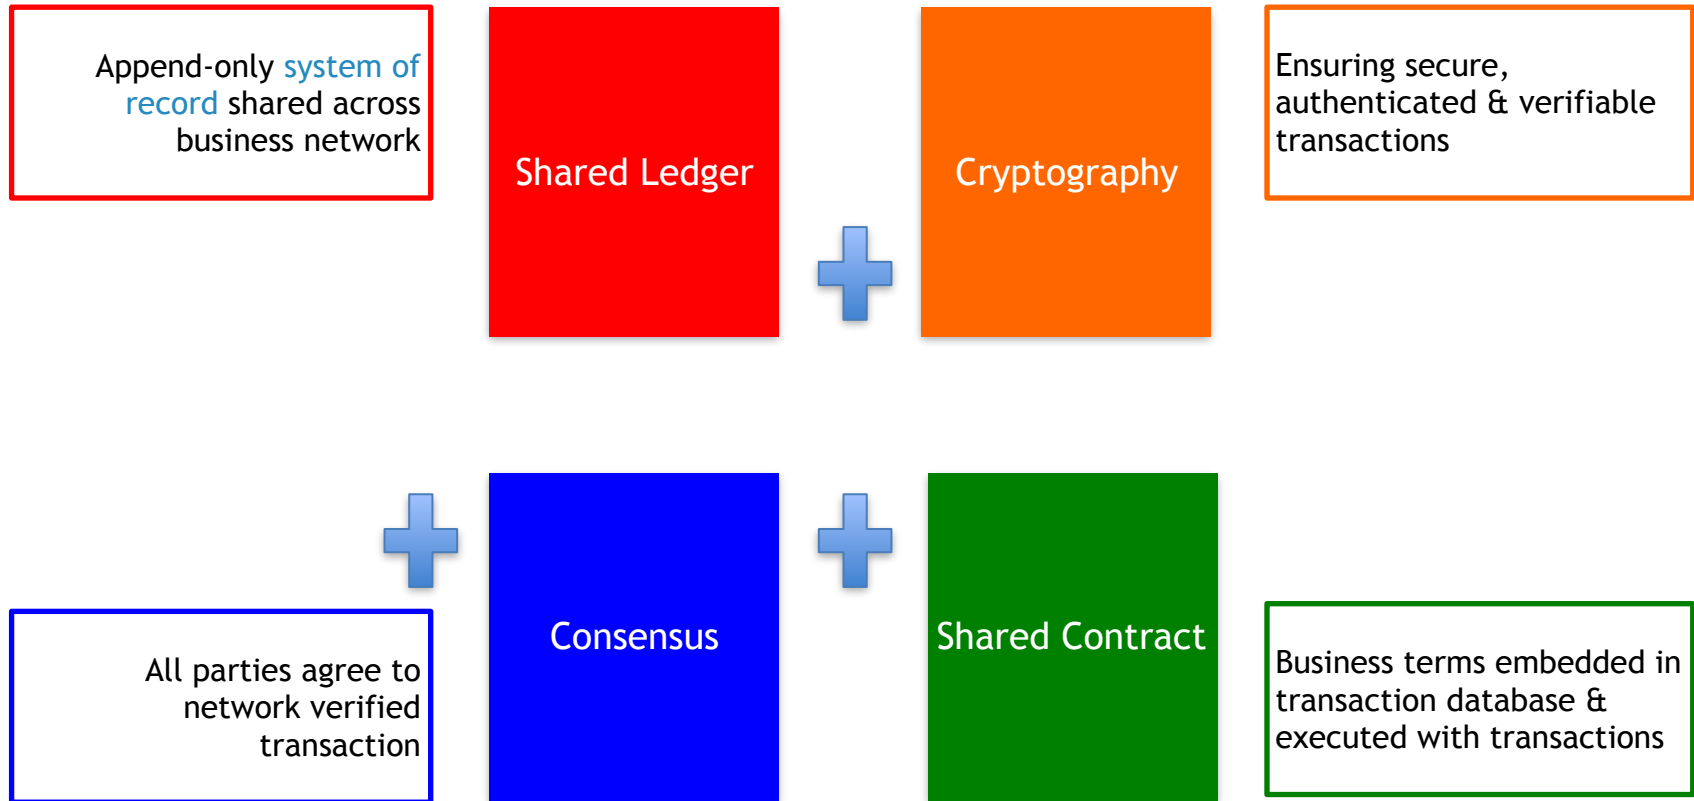 Append-only system of
record shared across
business network
Shared Ledger
Cryptography
Ensuring secure,
authenticated & verifiable
transactions
All parties agree to
network verified
transaction
Consensus
Shared Contract
Business terms embedded in
transaction database &
executed with transactions